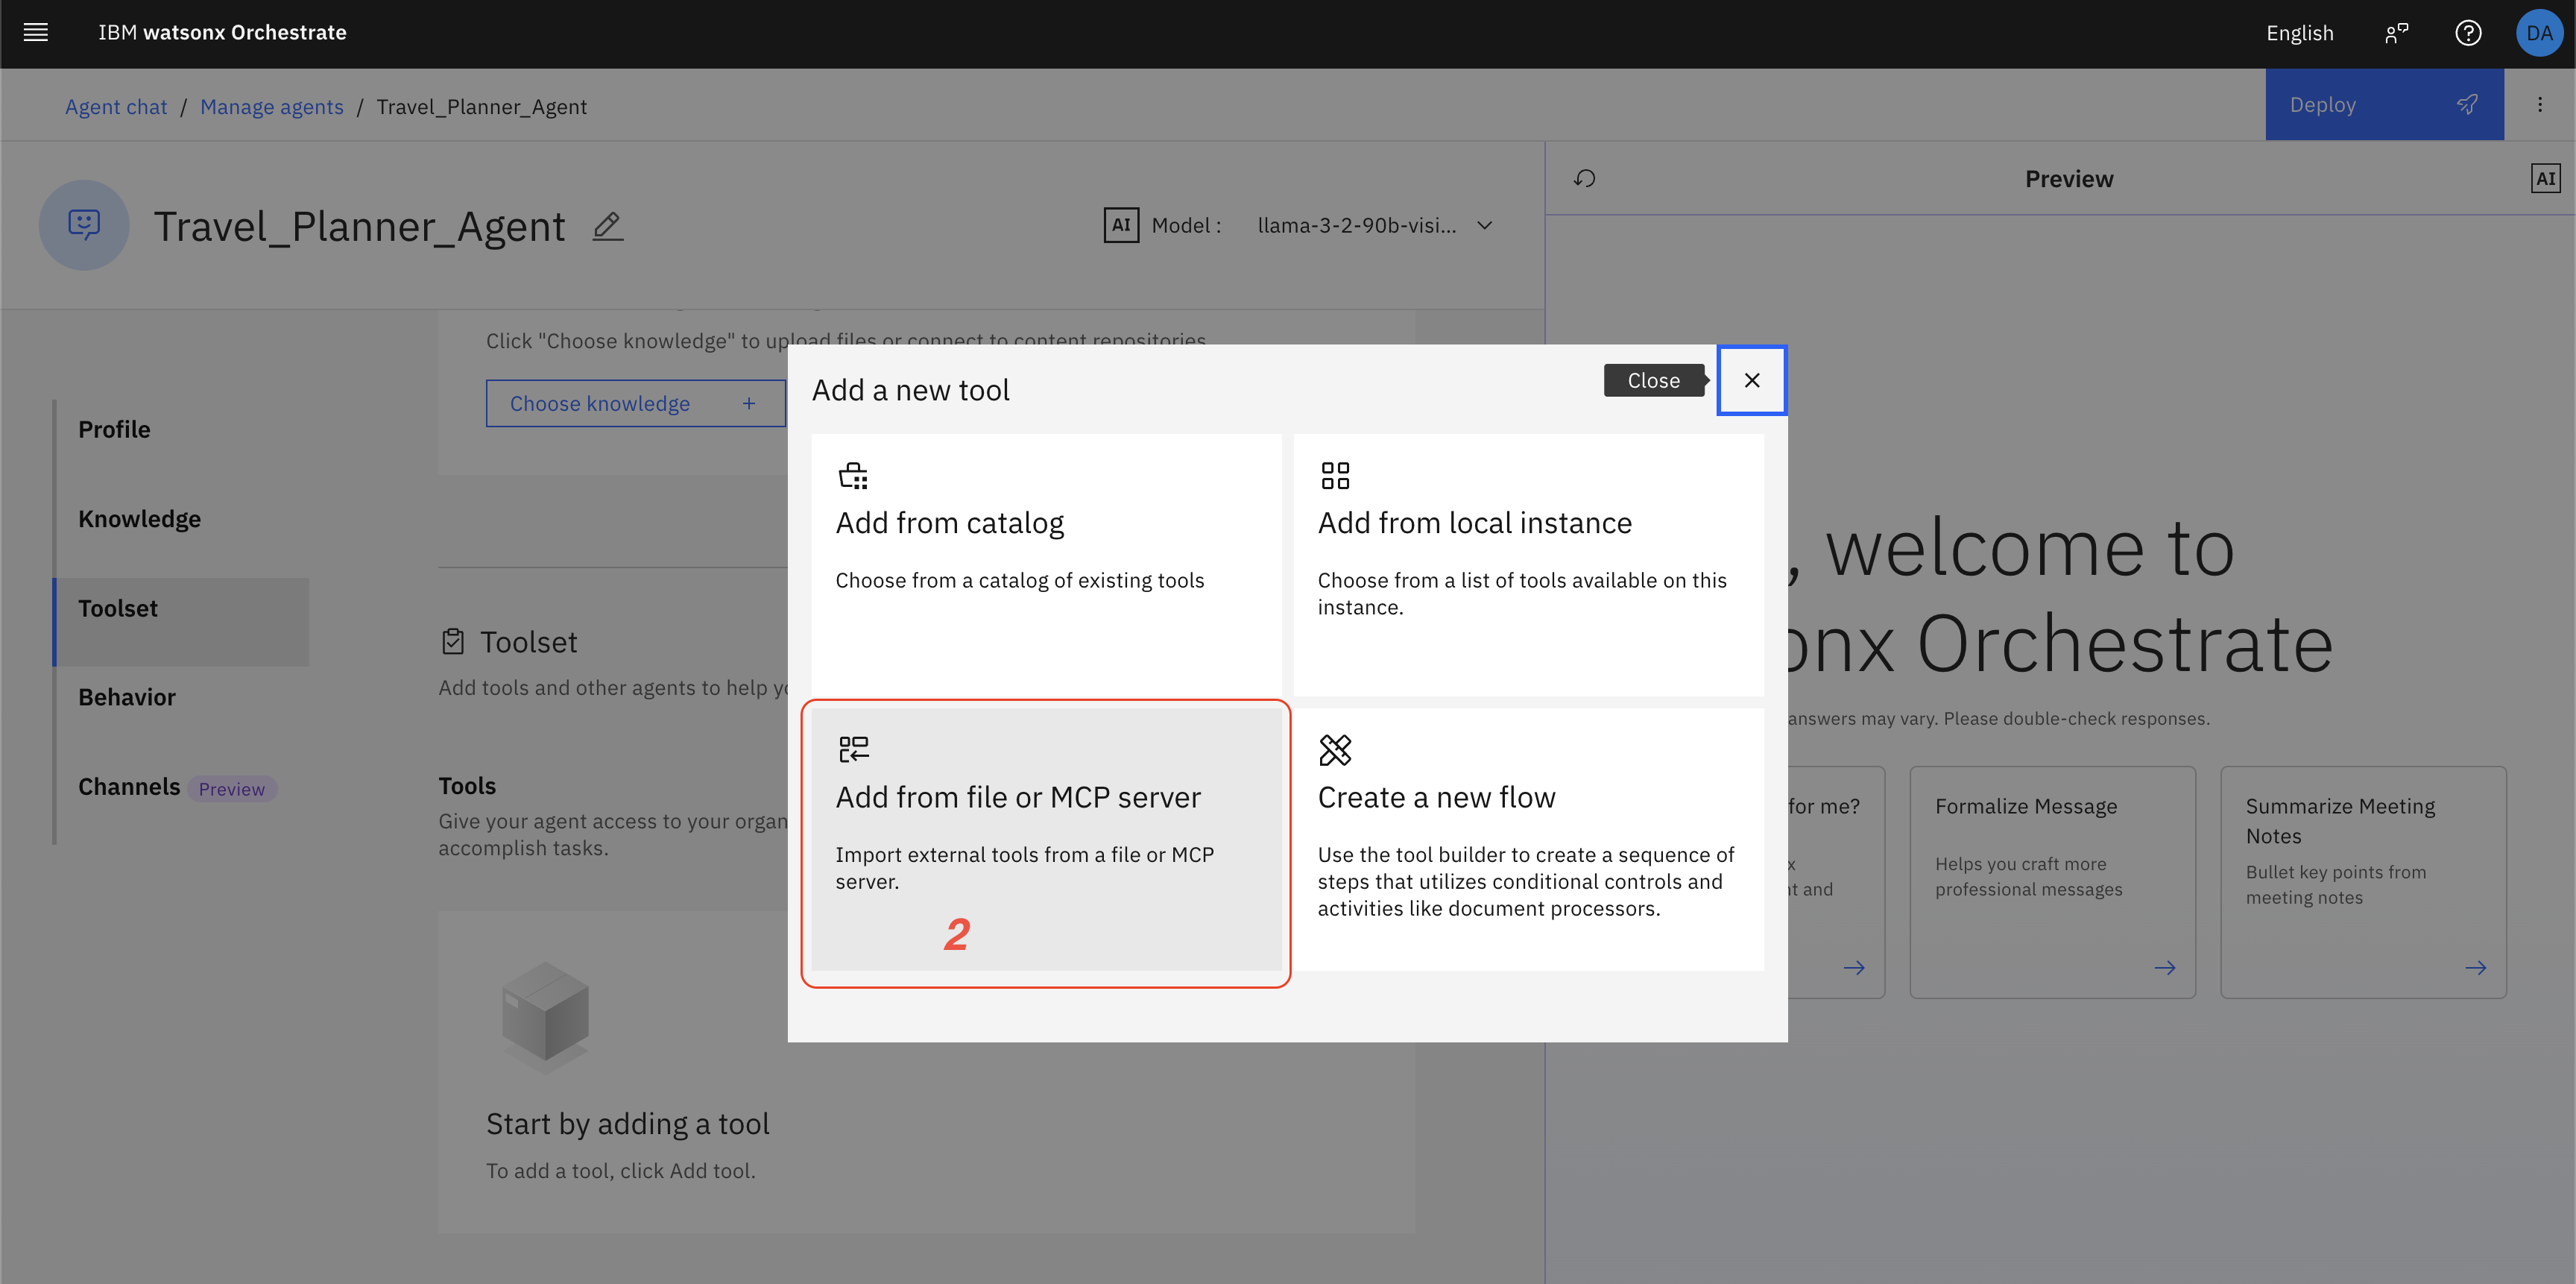 IBM watsonx Orchestrate
English
DA
Agent chat / Manage agents / Travel_Planner_Agent
Deploy
Travel_Planner_Agent
AI Model : llama-3-2-90b-visi...
Preview
AI
Click "Choose knowledge" to upload files or connect to content repositories
Choose knowledge +
Profile
Knowledge
Toolset
Behavior
Channels Preview
Toolset
Add tools and other agents to help
Tools
Give your agent access to your
accomplish tasks.
Start by adding a tool
To add a tool, click Add tool.
Add a new tool
Close
Add from catalog
Choose from a catalog of existing tools
Add from local instance
Choose from a list of tools available on this
instance.
Add from file or MCP server
Import external tools from a file or MCP
server.
2
Create a new flow
Use the tool builder to create a sequence of
steps that utilizes conditional controls and
activities like document processors.
, welcome to
onx Orchestrate
answers may vary. Please double-check responses.
for me?
and
Formalize Message
Helps you craft more
professional messages
Summarize Meeting
Notes
Bullet key points from
meeting notes